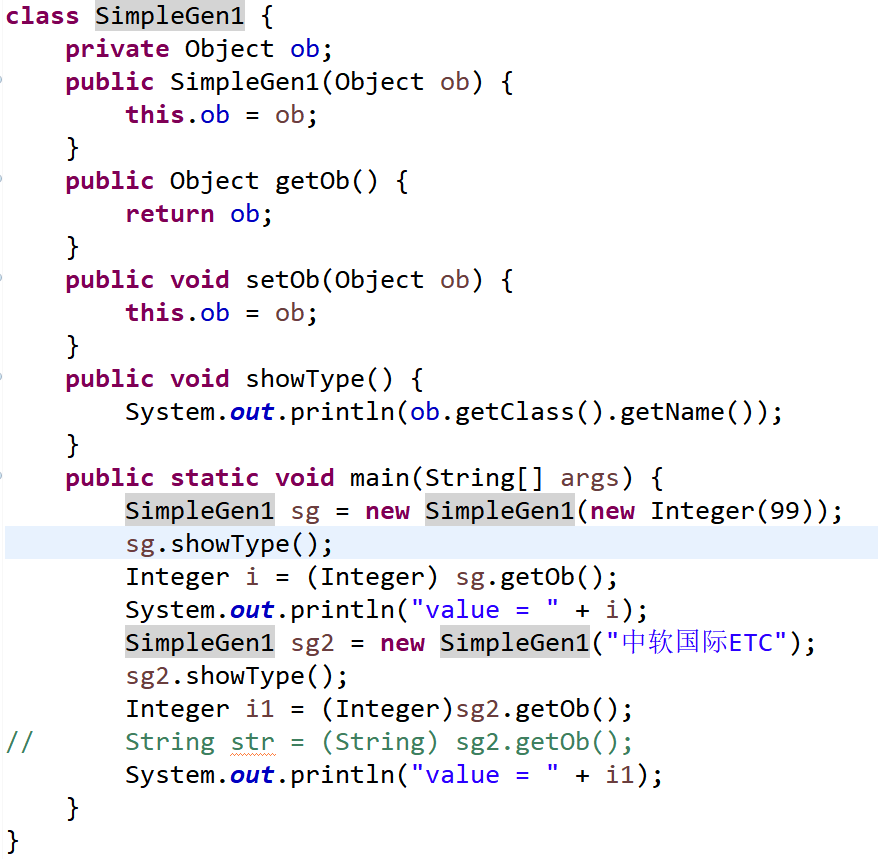 class SimpleGen1 {
    private Object ob;
    public SimpleGen1(Object ob) {
        this.ob = ob;
    }
    public Object getOb() {
        return ob;
    }
    public void setOb(Object ob) {
        this.ob = ob;
    }
    public void showType() {
        System.out.println(ob.getClass().getName());
    }
    public static void main(String[] args) {
        SimpleGen1 sg = new SimpleGen1(new Integer(99));
        sg.showType();
        Integer i = (Integer) sg.getOb();
        System.out.println("value = " + i);
        SimpleGen1 sg2 = new SimpleGen1("中软国际ETC");
        sg2.showType();
        Integer i1 = (Integer)sg2.getOb();
//      String str = (String) sg2.getOb();
        System.out.println("value = " + i1);
    }
}